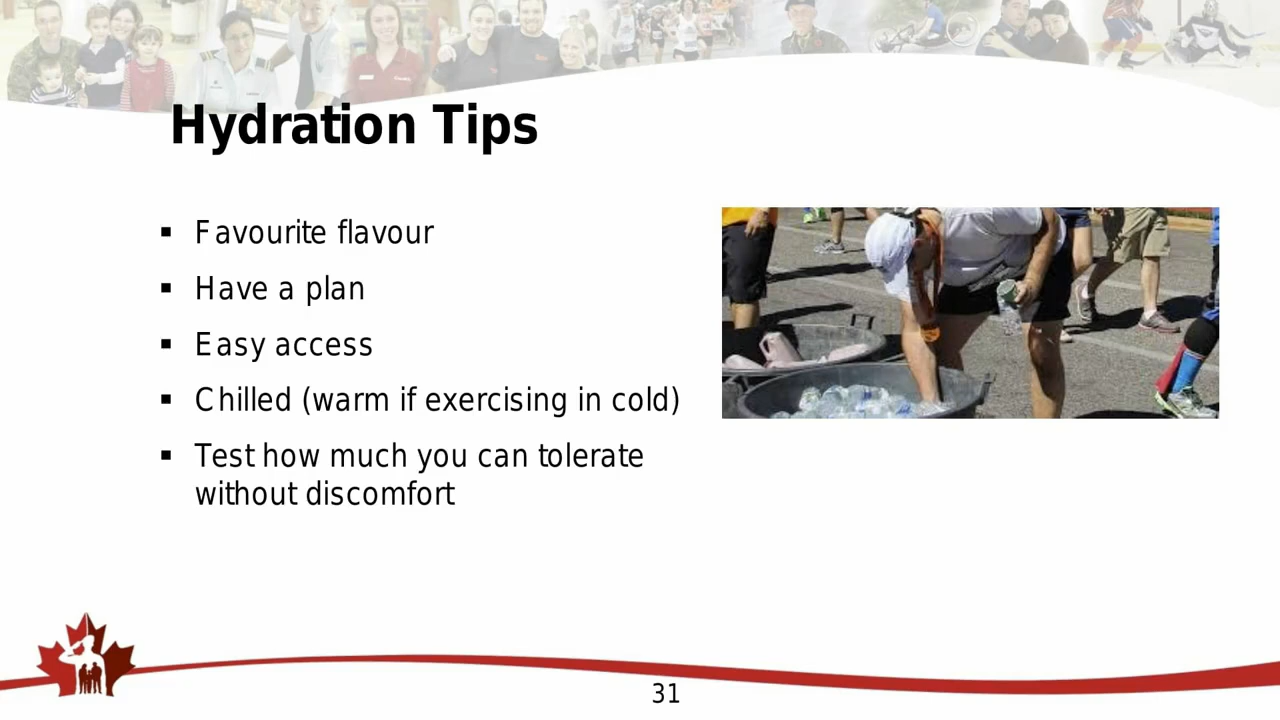 Hydration Tips
▪ Favourite flavour
▪ Have a plan
▪ Easy access
▪ Chilled (warm if exercising in cold)
▪ Test how much you can tolerate
without discomfort
31